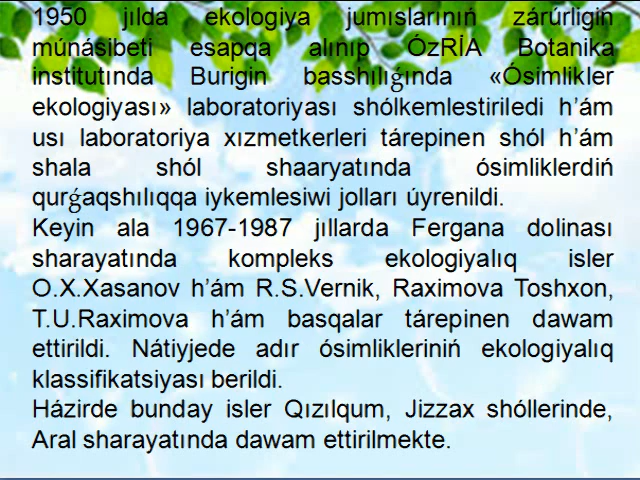 1950 jılda ekologiya jumıslarınıń zárúrligin
múnásibeti esapqa alınıp ÓzRİA Botanika
institutında Burigin basshılıǵında «Ósimlikler
ekologiyası» laboratoriyası shólkemlestiriledi h’ám
usı laboratoriya xızmetkerleri tárepinen shól h’ám
shala shól shaaryatında ósimliklerdiń
qurǵaqshılıqqa iykemlesiwi jolları úyrenildi.
Keyin ala 1967-1987 jıllarda Fergana dolinası
sharayatında kompleks ekologiyalıq isler
O.X.Xasanov h’ám R.S.Vernik, Raximova Toshxon,
T.U.Raximova h’ám basqalar tárepinen dawam
ettirildi. Nátiyjede adır ósimlikleriniń ekologiyalıq
klassifikatsiyası berildi.
Házirde bunday isler Qızılqum, Jizzax shóllerinde,
Aral sharayatında dawam ettirilmekte.